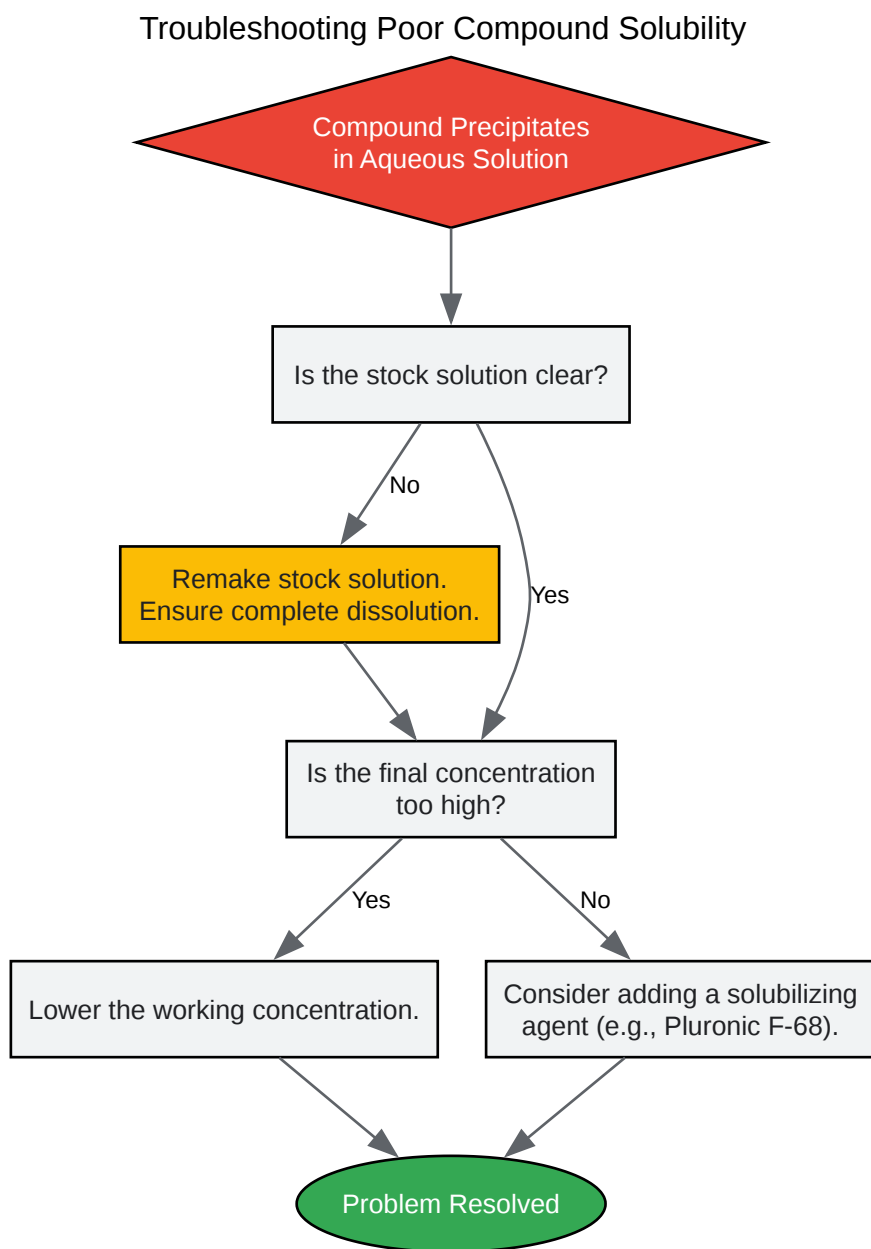 Troubleshooting Poor Compound Solubility
Compound Precipitates
in Aqueous Solution
Is the stock solution clear?
No
Remake stock solution.
Ensure complete dissolution.
Yes
Is the final concentration
too high?
Yes
No
Lower the working concentration.
Consider adding a solubilizing
agent (e.g., Pluronic F-68).
Problem Resolved